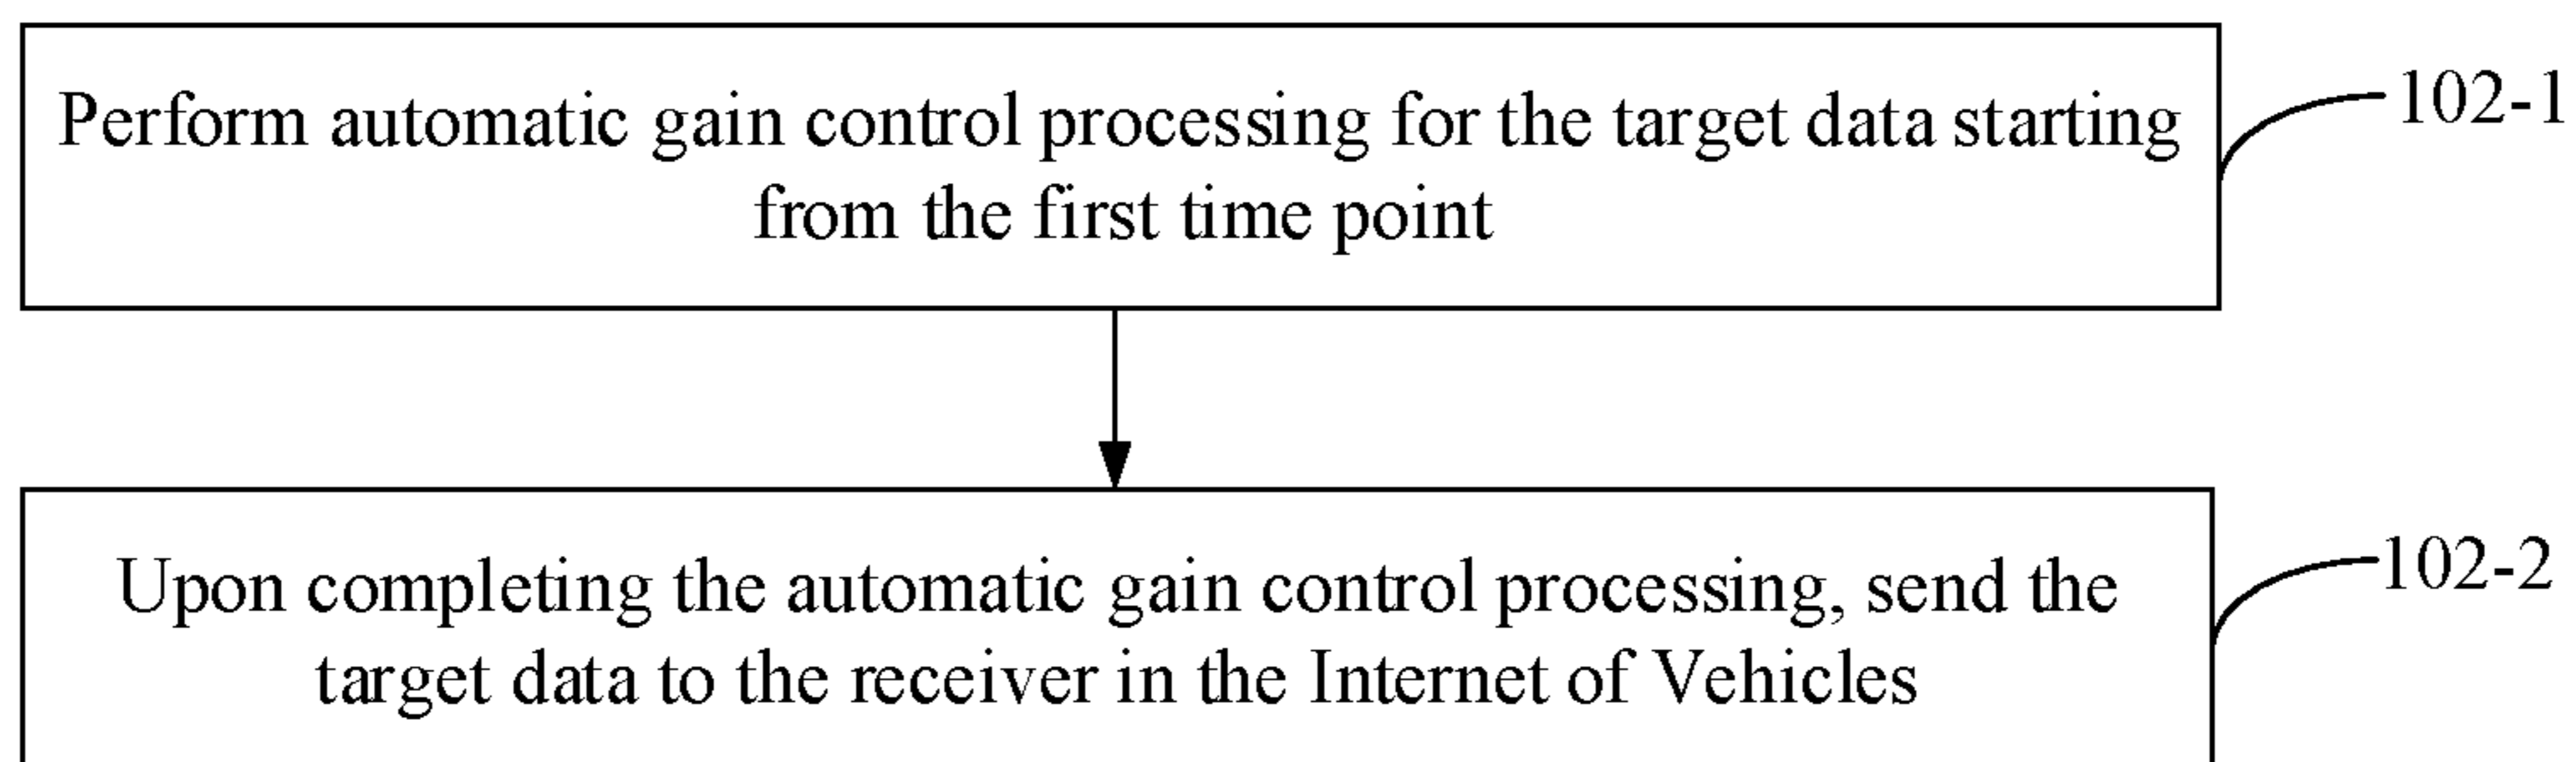 Perform automatic gain control processing for the target data starting
from the first time point
102-1
Upon completing the automatic gain control processing, send the
target data to the receiver in the Internet of Vehicles
102-2